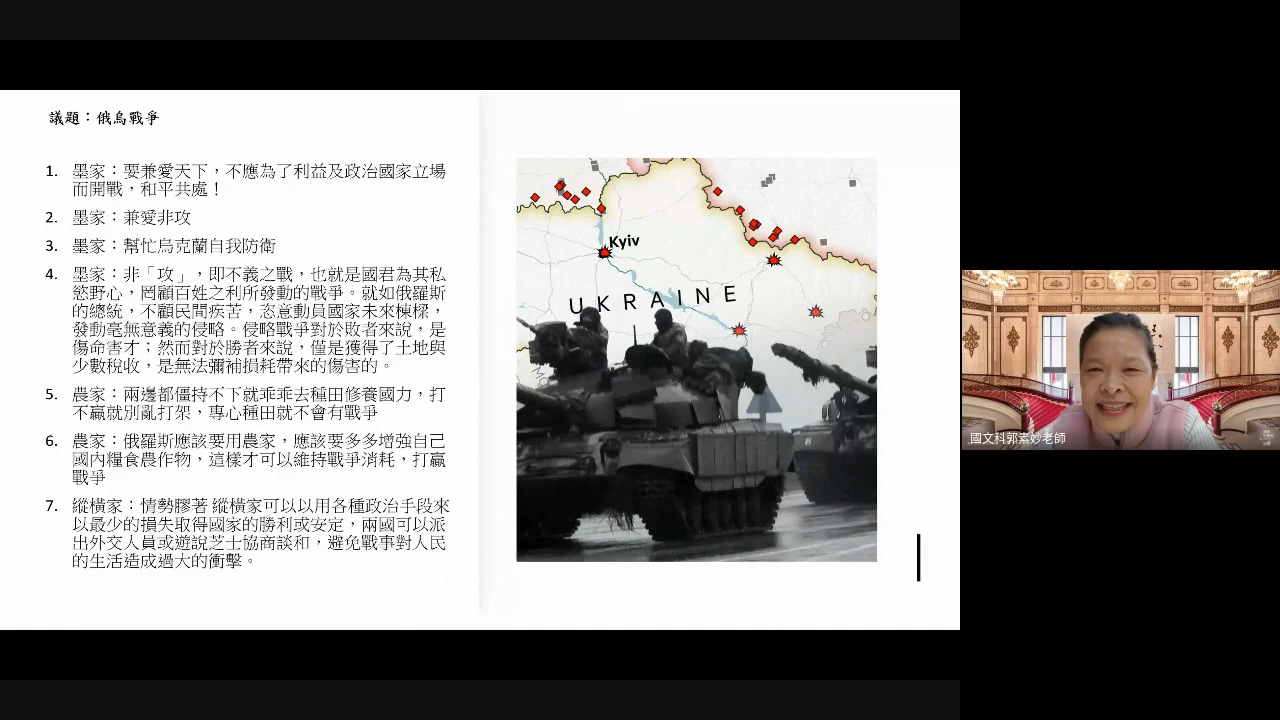 議題：俄烏戰爭
1. 墨家：要兼愛天下，不應為了利益及政治國家立場
而開戰，和平共處！
2. 墨家：兼愛非攻
3. 墨家：幫忙烏克蘭自我防衛
4. 墨家：非「攻」，即不義之戰，也就是國君為其私
慾野心，罔顧百姓之利所發動的戰爭。就如俄羅斯
的總統，不顧民間疾苦，恣意動員國家未來棟樑，
發動毫無意義的侵略。侵略戰爭對於敗者來說，是
傷命害才；然而對於勝者來說，僅是獲得了土地與
少數稅收，是無法彌補損耗帶來的傷害的。
5. 農家：兩邊都僵持不下就乖乖去種田修養國力，打
不贏就別亂打架，專心種田就不會有戰爭
6. 農家：俄羅斯應該要用農家，應該要多多增強自己
國內糧食農作物，這樣才可以維持戰爭消耗，打贏
戰爭
7. 縱橫家：情勢膠著 縱橫家可以以用各種政治手段來
以最少的損失取得國家的勝利或安定，兩國可以派
出外交人員或遊說芝士協商談和，避免戰事對人民
的生活造成過大的衝擊。
Kyiv
UKRAINE
國文科郭素妙老師